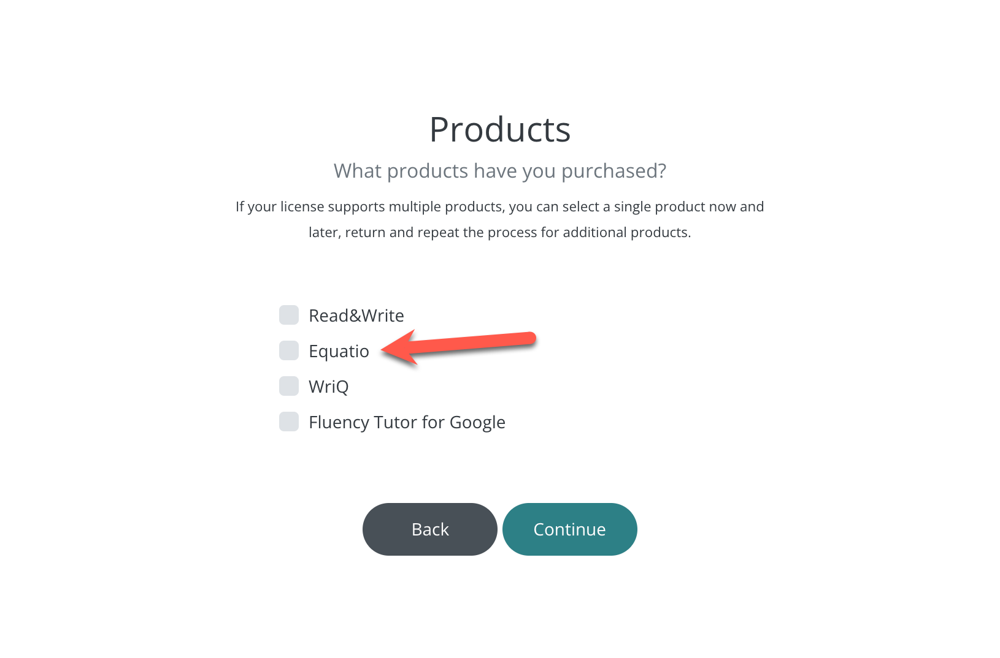 Products
What products have you purchased?
If your license supports multiple products, you can select a single product now and
later, return and repeat the process for additional products.
Read&Write
Equatio
WriQ
Fluency Tutor for Google
Back
Continue